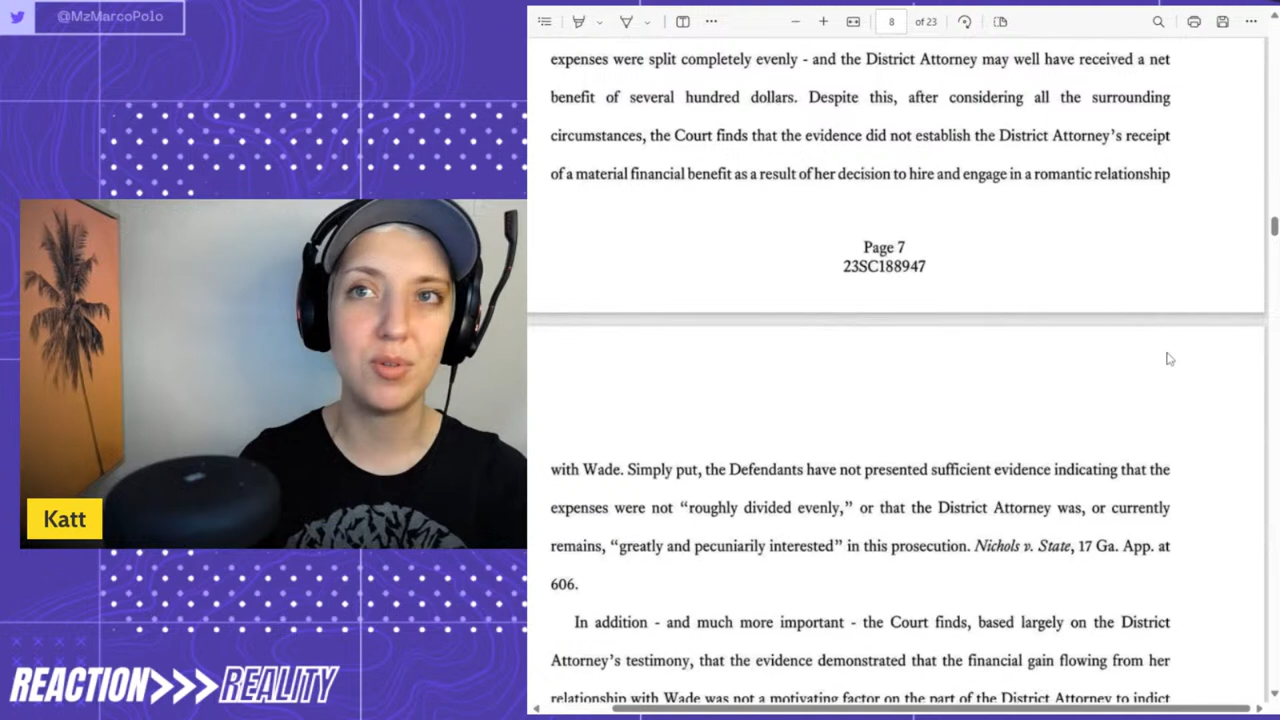 @MzMarcoPolo
8
of 23
expenses were split completely evenly - and the District Attorney may well have received a net
benefit of several hundred dollars. Despite this, after considering all the surrounding
circumstances, the Court finds that the evidence did not establish the District Attorney's receipt
of a material financial benefit as a result of her decision to hire and engage in a romantic relationship
Page 7
23SC188947
with Wade. Simply put, the Defendants have not presented sufficient evidence indicating that the
expenses were not “roughly divided evenly,” or that the District Attorney was, or currently
remains, “greatly and pecuniarily interested” in this prosecution. Nichols v. State, 17 Ga. App. at
606.
In addition - and much more important - the Court finds, based largely on the District
Attorney's testimony, that the evidence demonstrated that the financial gain flowing from her
relationship with Wade was not a motivating factor on the part of the District Attorney to indict
Katt
REACTION>>>REALITY